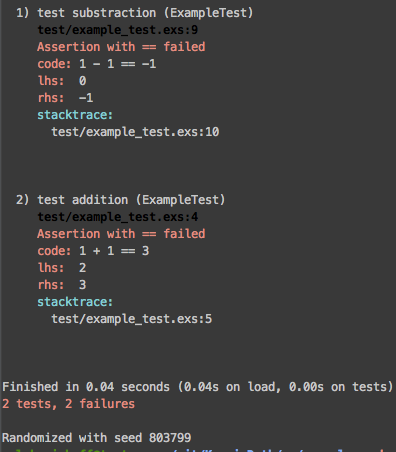 1) test substraction (ExampleTest)
test/example_test.exs:9
Assertion with == failed
code: 1 - 1 == -1
lhs: 0
rhs: -1
stacktrace:
test/example_test.exs:10
2) test addition (ExampleTest)
test/example_test.exs:4
Assertion with == failed
code: 1 + 1 == 3
lhs: 2
rhs: 3
stacktrace:
test/example_test.exs:5
Finished in 0.04 seconds (0.04s on load, 0.00s on tests)
2 tests, 2 failures
Randomized with seed 803799